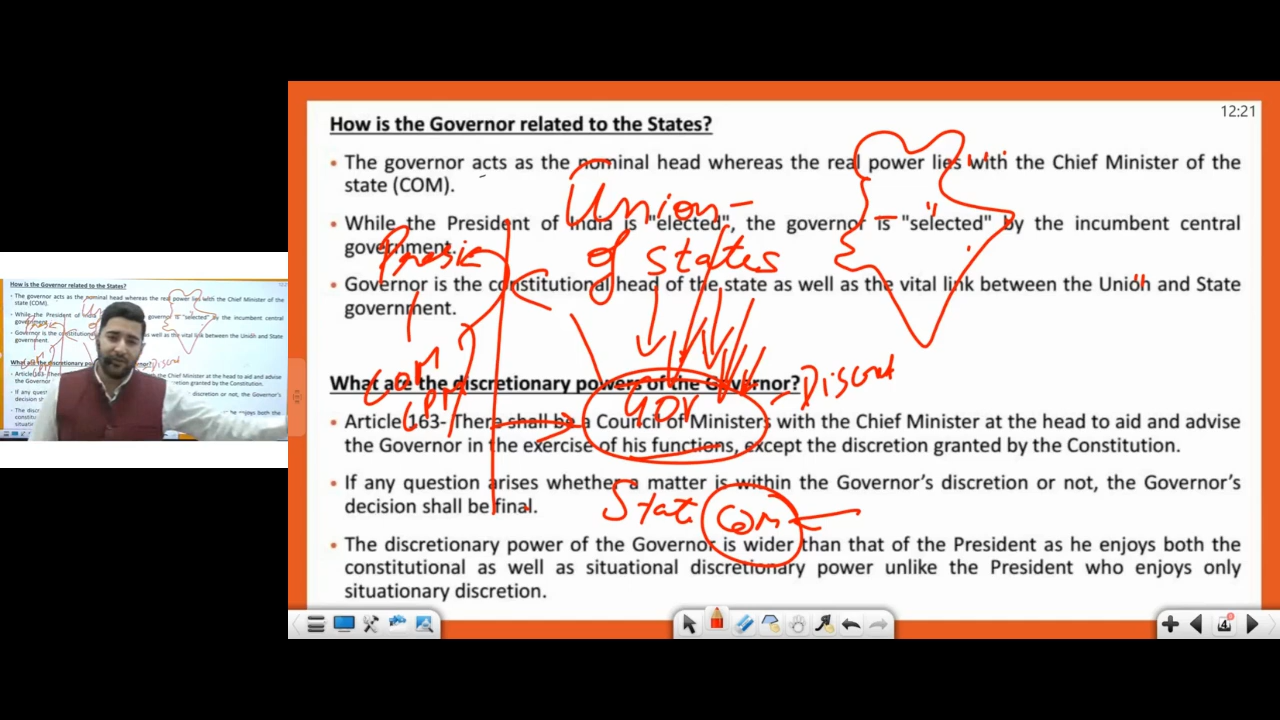 12:21
How is the Governor related to the States?
• The governor acts as the nominal head whereas the real power lies with the Chief Minister of the
state (COM).
• While the President of India is "elected", the governor is "selected" by the incumbent central
government.
• Governor is the constitutional head of the state as well as the vital link between the Union and State
government.
What are the discretionary powers of the Governor?
• Article 163- There shall be a Council of Ministers with the Chief Minister at the head to aid and advise
the Governor in the exercise of his functions, except the discretion granted by the Constitution.
• If any question arises whether a matter is within the Governor's discretion or not, the Governor's
decision shall be final.
• The discretionary power of the Governor is wider than that of the President as he enjoys both the
constitutional as well as situational discretionary power unlike the President who enjoys only
situationary discretion.
Union
of states
COM
Gov
State COM